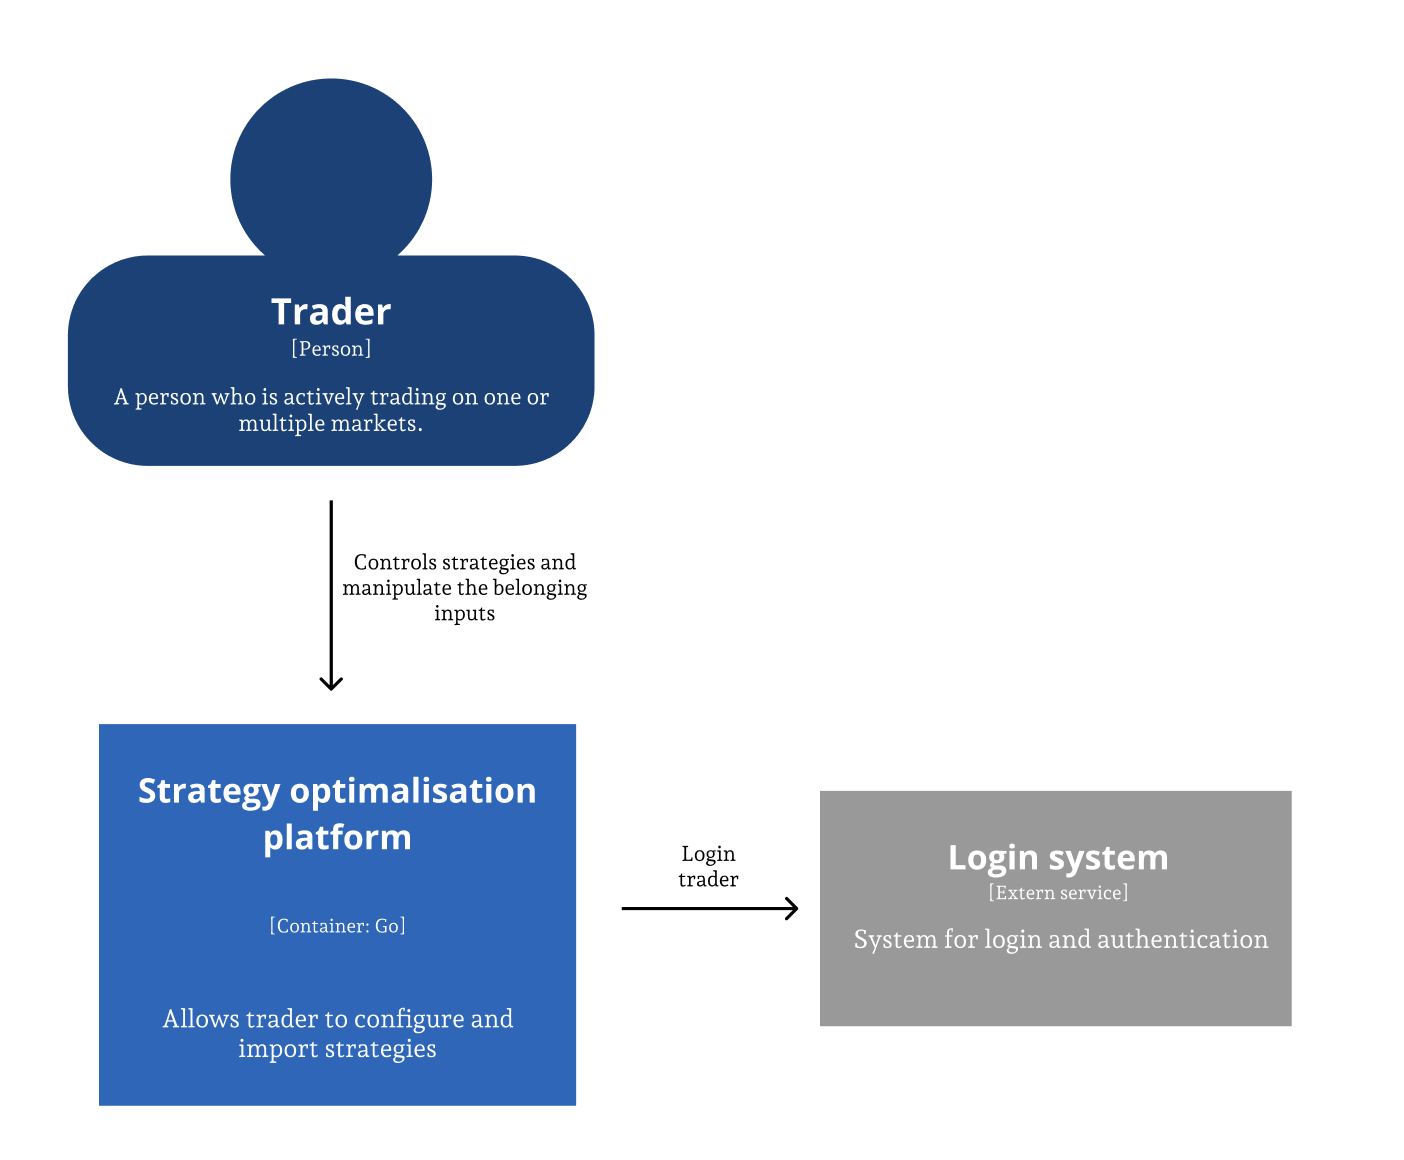 Trader
[Person]
A person who is actively trading on one or
multiple markets.
Controls strategies and
manipulate the belonging
inputs
Strategy optimalisation
platform
[Container: Go]
Allows trader to configure and
import strategies
Login
trader
Login system
[Extern service]
System for login and authentication